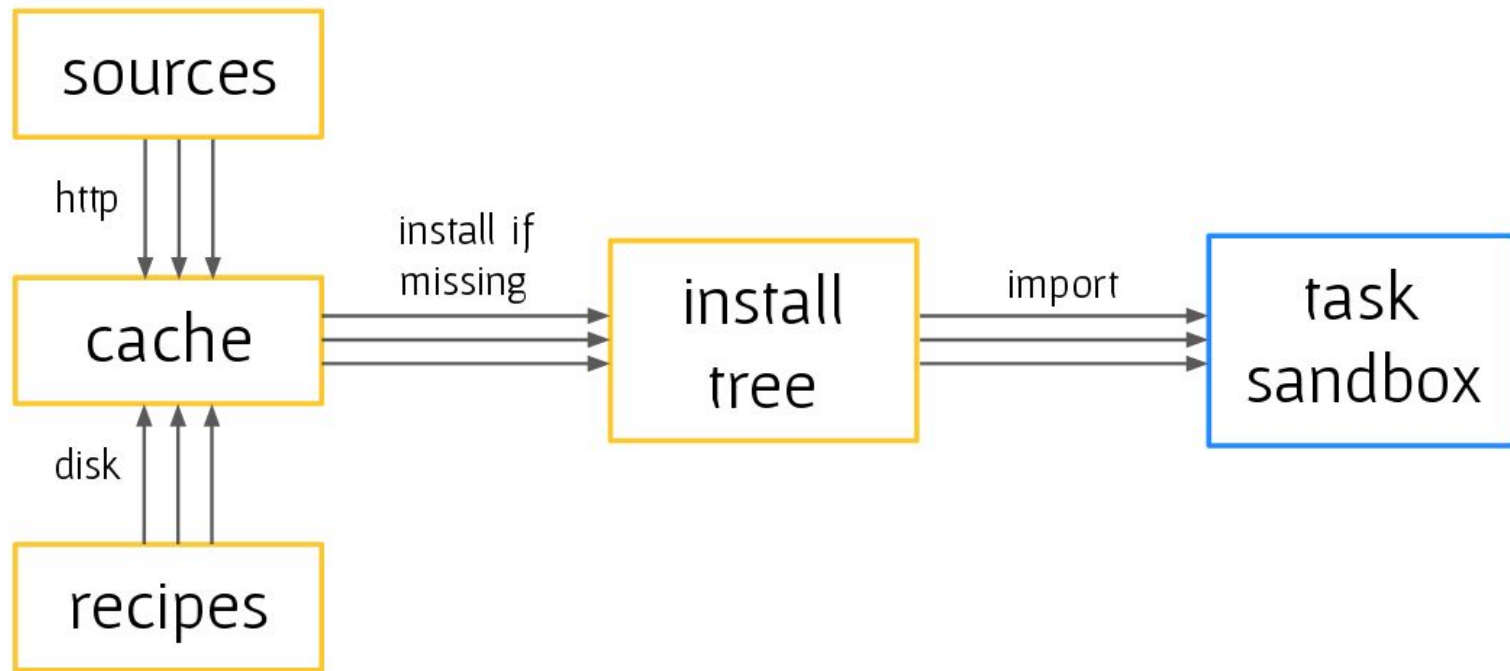 sources
http
install if
missing
cache
install
tree
import
task
sandbox
disk
recipes